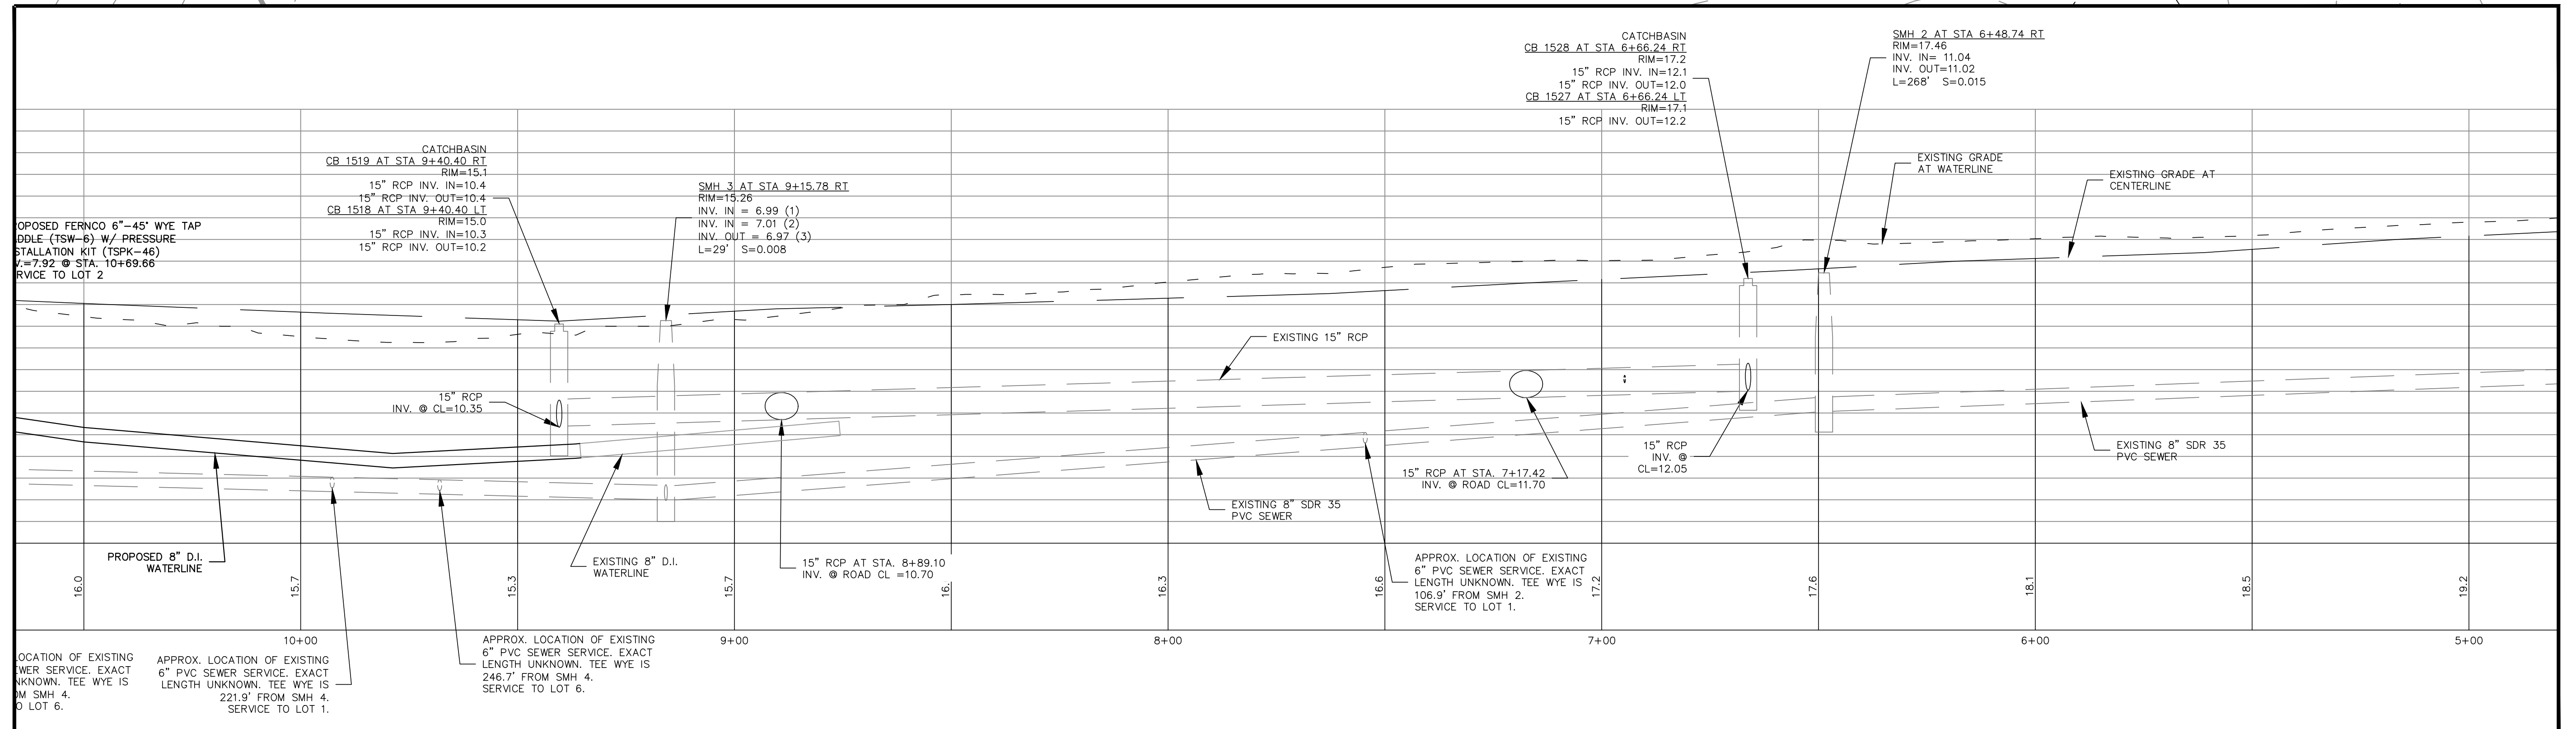 CATCHBASIN
CB 1528 AT STA 6+66.24 RT
RIM=17.2
15" RCP INV. IN=12.1
15" RCP INV. OUT=12.0
CB 1527 AT STA 6+66.24 LT
RIM=17.1
15" RCP INV. OUT=12.2
SMH 2 AT STA 6+48.74 RT
RIM=17.46
INV. IN= 11.04
INV. OUT=11.02
L=268' S=0.015
CATCHBASIN
CB 1519 AT STA 9+40.40 RT
RIM=15.1
15" RCP INV. IN=10.4
15" RCP INV. OUT=10.4
CB 1518 AT STA 9+40.40 LT
RIM=15.0
15" RCP INV. IN=10.3
15" RCP INV. OUT=10.2
SMH 3 AT STA 9+15.78 RT
RIM=15.26
INV. IN = 6.99 (1)
INV. IN = 7.01 (2)
INV. OUT = 6.97 (3)
L=29' S=0.008
EXISTING GRADE
AT WATERLINE
EXISTING GRADE AT
CENTERLINE
OPOSED FERNCO 6"-45° WYE TAP
ADDLE (TSW-6) W/ PRESSURE
STALLATION KIT (TSPK-46)
V.=7.92 @ STA. 10+69.66
RVICE TO LOT 2
EXISTING 15" RCP
15" RCP
INV. @ CL=10.35
15" RCP AT STA. 7+17.42
INV. @ ROAD CL=11.70
15" RCP
INV. @
CL=12.05
EXISTING 8" SDR 35
PVC SEWER
EXISTING 8" SDR 35
PVC SEWER
PROPOSED 8" D.I.
WATERLINE
EXISTING 8" D.I.
WATERLINE
15" RCP AT STA. 8+89.10
INV. @ ROAD CL =10.70
APPROX. LOCATION OF EXISTING
6" PVC SEWER SERVICE. EXACT
LENGTH UNKNOWN. TEE WYE IS
106.9' FROM SMH 2.
SERVICE TO LOT 1.
16.0
15.7
15.3
15.7
16.
16.3
16.6
17.2
17.6
18.1
18.5
19.2
10+00
9+00
8+00
7+00
6+00
5+00
LOCATION OF EXISTING
EWER SERVICE. EXACT
NKNOWN. TEE WYE IS
OM SMH 4.
O LOT 6.
APPROX. LOCATION OF EXISTING
6" PVC SEWER SERVICE. EXACT
LENGTH UNKNOWN. TEE WYE IS
221.9' FROM SMH 4.
SERVICE TO LOT 1.
APPROX. LOCATION OF EXISTING
6" PVC SEWER SERVICE. EXACT
LENGTH UNKNOWN. TEE WYE IS
246.7' FROM SMH 4.
SERVICE TO LOT 6.